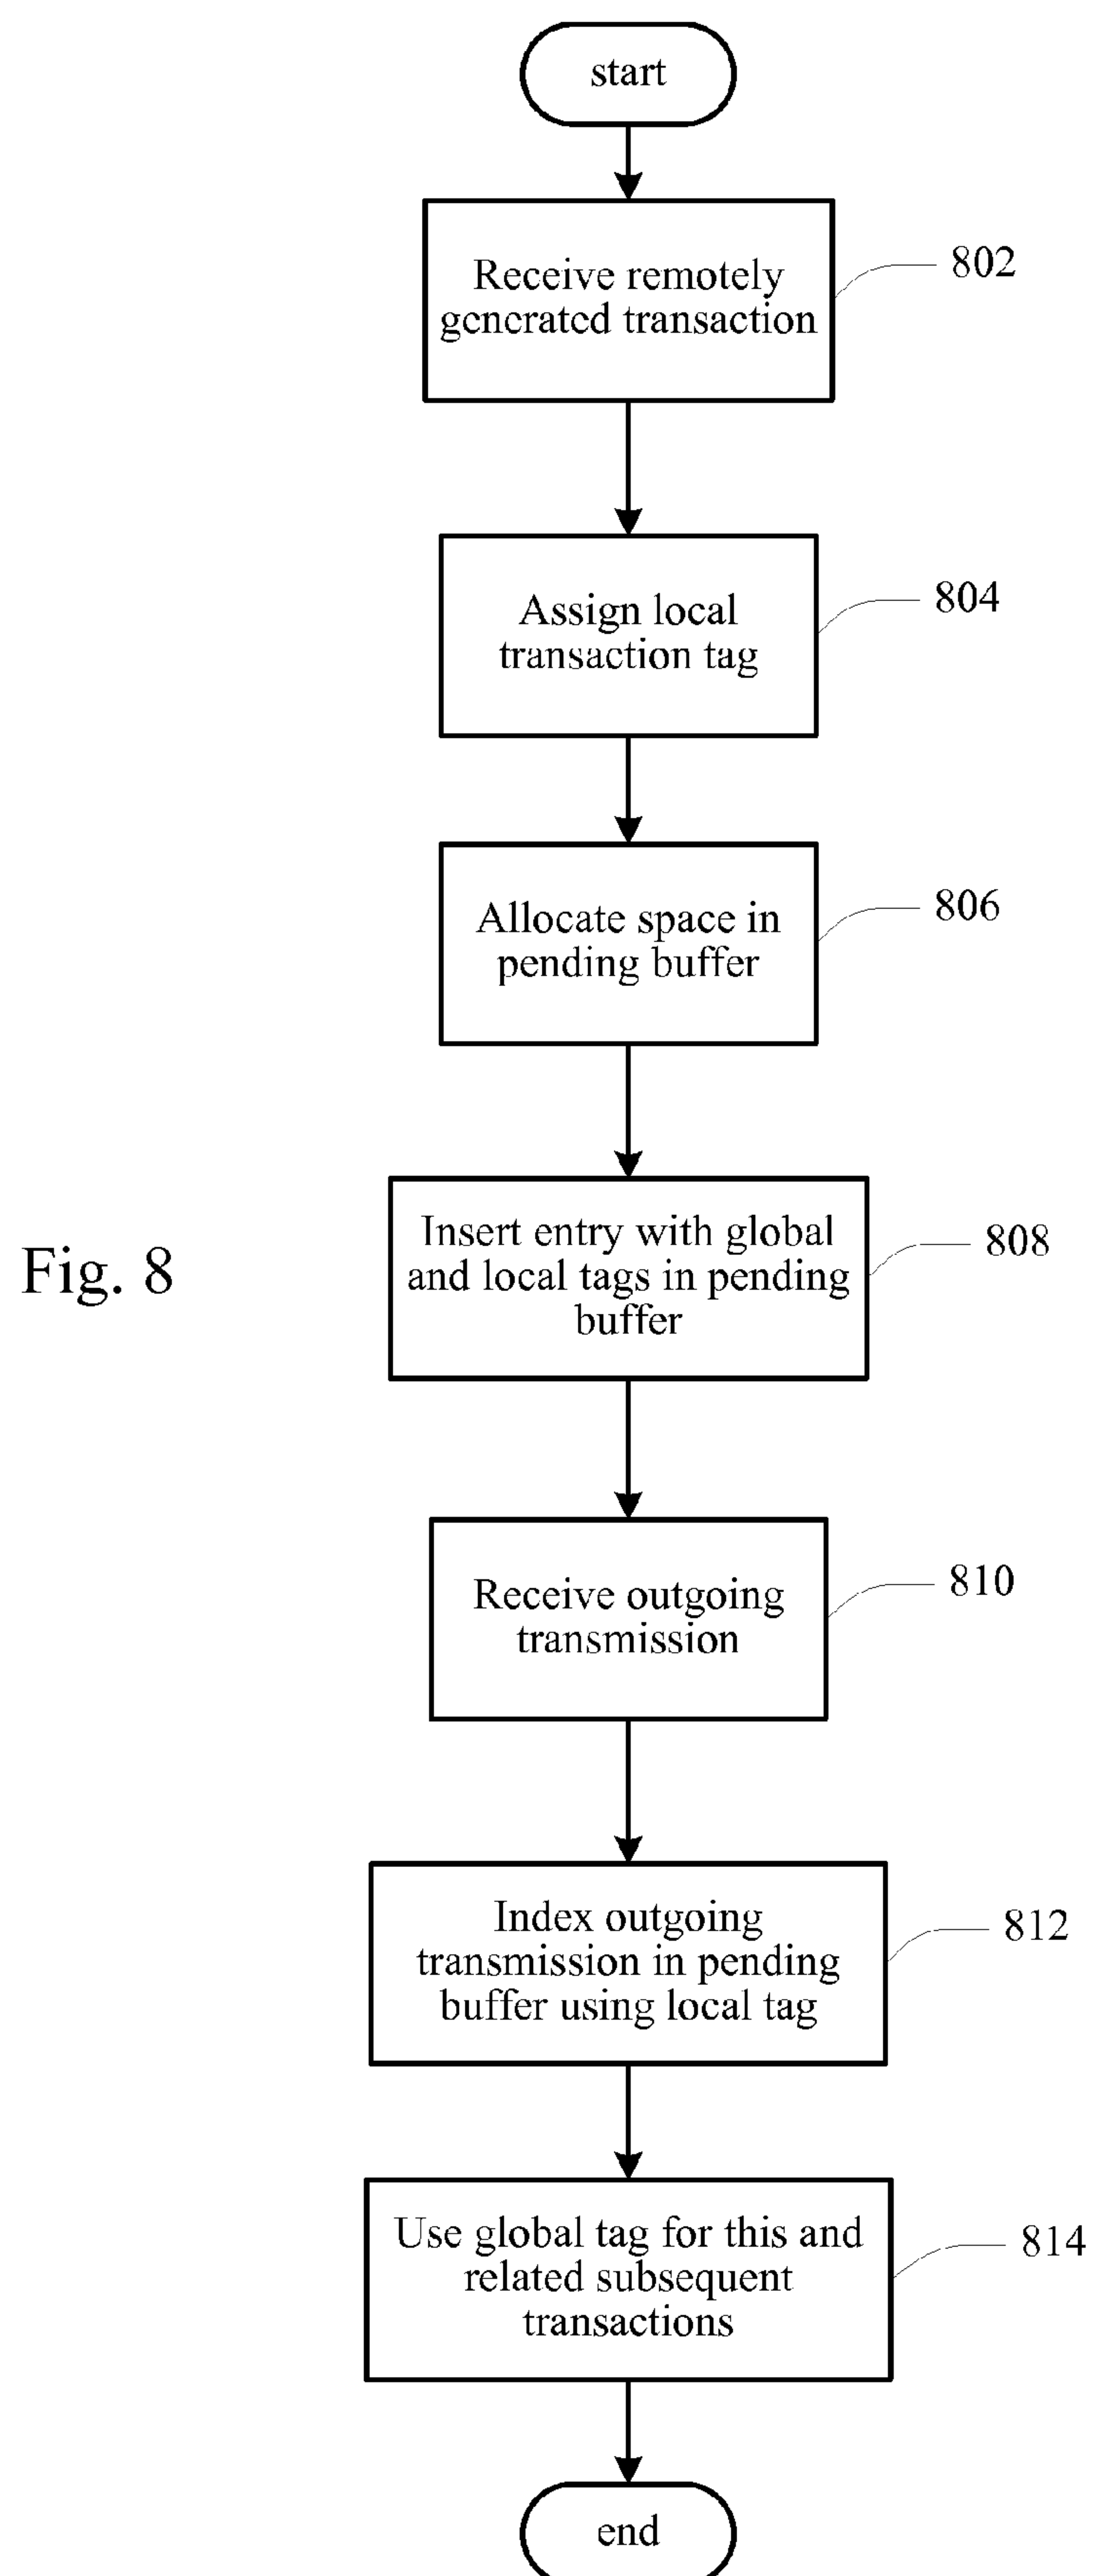 start
Receive remotely
generated transaction
802
Assign local
transaction tag
804
Allocate space in
pending buffer
806
Insert entry with global
and local tags in pending
buffer
808
Fig. 8
Receive outgoing
transmission
810
Index outgoing
transmission in pending
buffer using local tag
812
Use global tag for this and
related subsequent
transactions
814
end